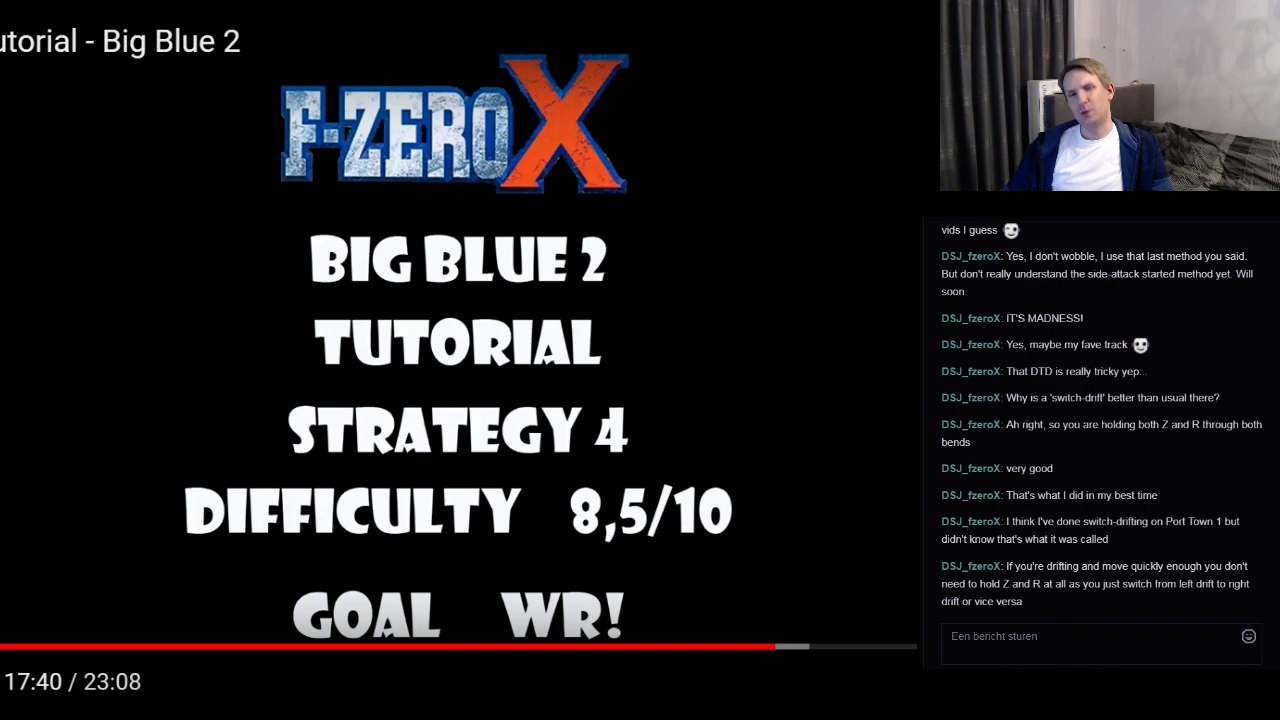 utorial - Big Blue 2
F-ZERO X
BIG BLUE 2
TUTORIAL
STRATEGY 4
DIFFICULTY 8,5/10
GOAL WR!
17:40 / 23:08
vids I guess
DSJ_fzeroX: Yes, I don't wobble, I use that last method you said.
But don't really understand the side-attack started method yet. Will
soon.
DSJ_fzeroX: IT'S MADNESS!
DSJ_fzeroX: Yes, maybe my fave track
DSJ_fzeroX: That DTD is really tricky yep...
DSJ_fzeroX: Why is a 'switch-drift' better than usual there?
DSJ_fzeroX: Ah right, so you are holding both Z and R through both
bends
DSJ_fzeroX: very good
DSJ_fzeroX: That's what I did in my best time
DSJ_fzeroX: I think I've done switch-drifting on Port Town 1 but
didn't know that's what it was called
DSJ_fzeroX: If you're drifting and move quickly enough you don't
need to hold Z and R at all as you just switch from left drift to right
drift or vice versa
Een bericht sturen